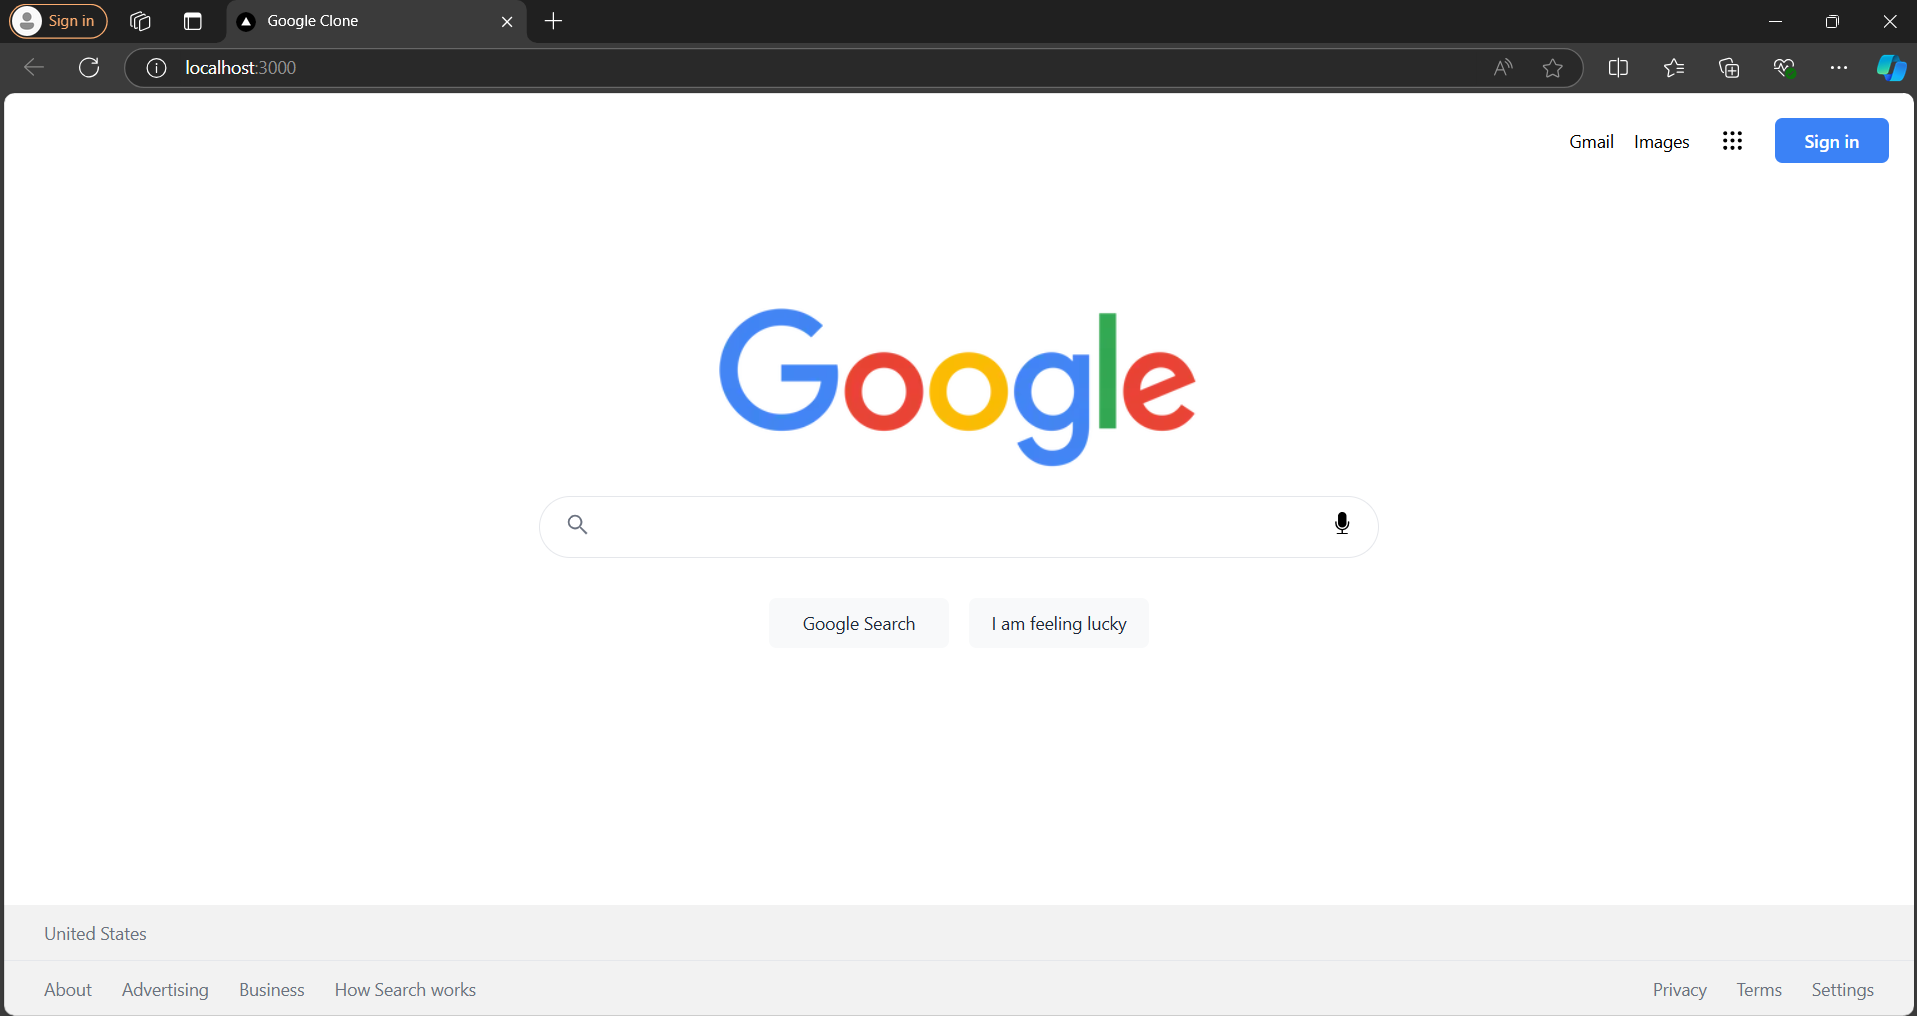 Sign in
Google Clone
localhost:3000
Gmail Images Sign in
Google
Google Search I am feeling lucky
United States
About Advertising Business How Search works Privacy Terms Settings